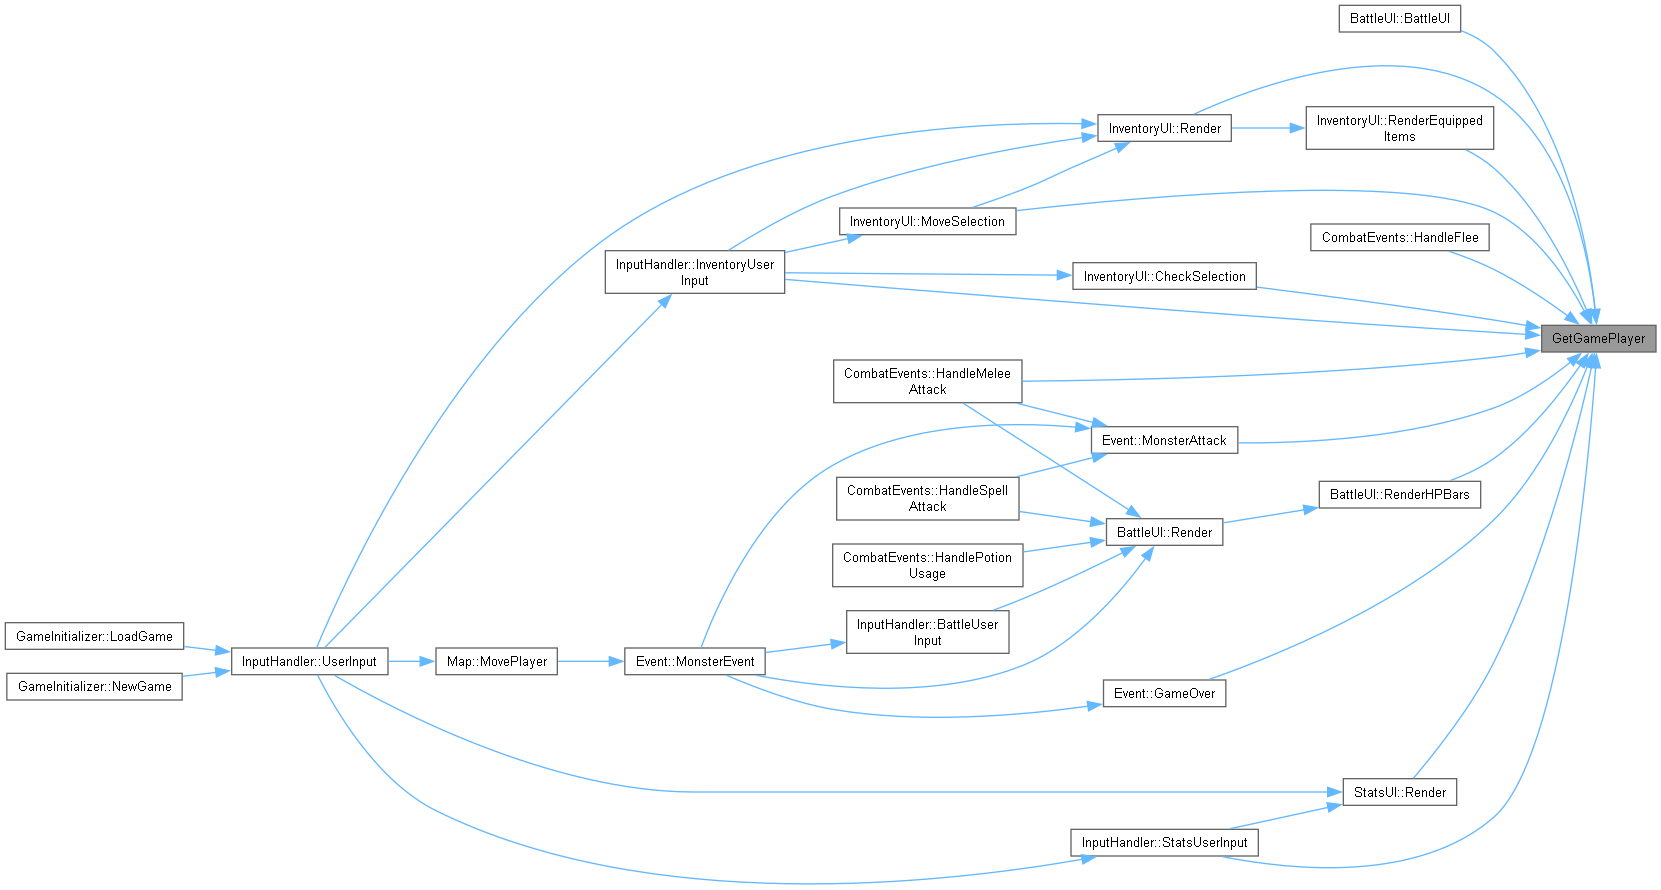 BattleUI::BattleUI
InventoryUI::Render
InventoryUI::RenderEquipped
Items
InventoryUI::MoveSelection
CombatEvents::HandleFlee
InputHandler::InventoryUser
Input
InventoryUI::CheckSelection
GetGamePlayer
CombatEvents::HandleMelee
Attack
Event::MonsterAttack
CombatEvents::HandleSpell
Attack
BattleUI::RenderHPBars
BattleUI::Render
CombatEvents::HandlePotion
Usage
InputHandler::BattleUser
Input
GameInitializer::LoadGame
InputHandler::UserInput
Map::MovePlayer
Event::MonsterEvent
GameInitializer::NewGame
Event::GameOver
StatsUI::Render
InputHandler::StatsUserInput